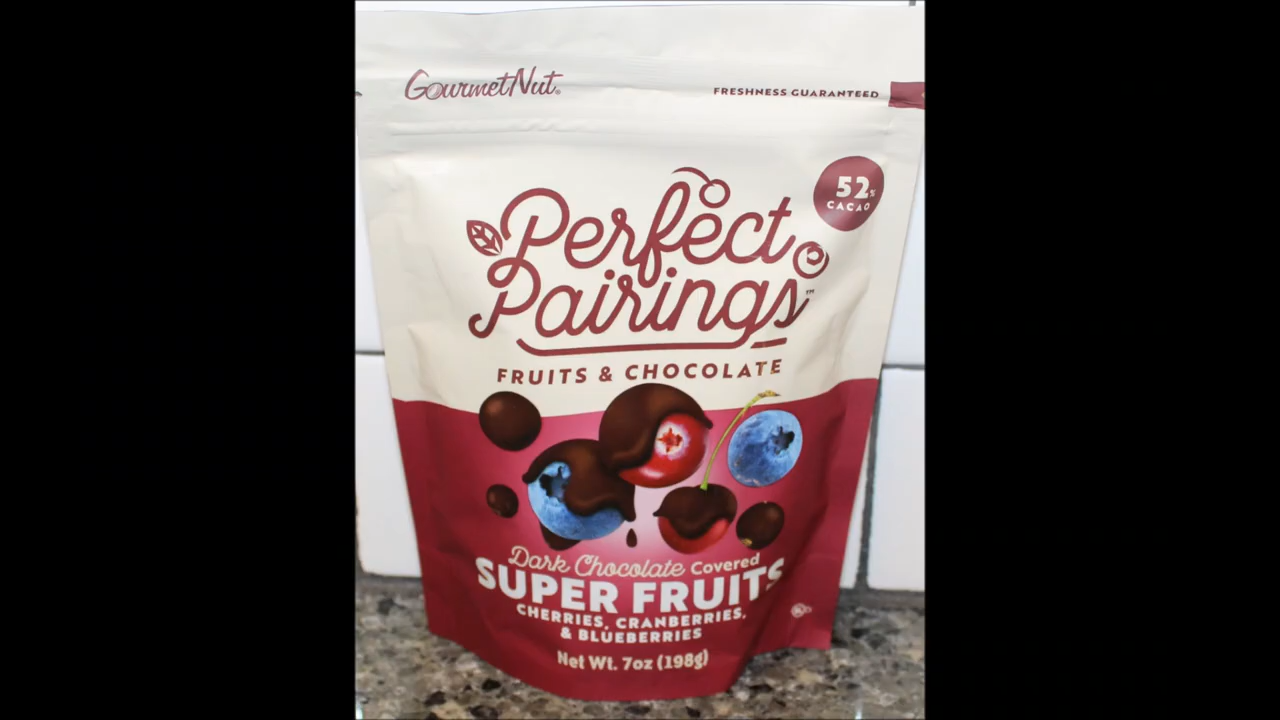 GourmetNut®
FRESHNESS GUARANTEED
52%
CACAO
Perfect
Pairings™
FRUITS & CHOCOLATE
Dark Chocolate Covered
SUPER FRUITS
CHERRIES, CRANBERRIES,
& BLUEBERRIES
Net Wt. 7oz (198g)